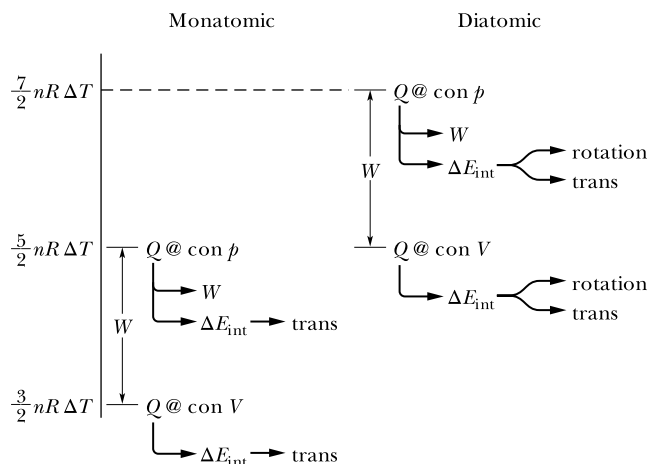 Monatomic Diatomic
7/2 nR ΔT Q @ con p
W
W
ΔE_int rotation
trans
5/2 nR ΔT Q @ con p Q @ con V
W
W
ΔE_int trans
ΔE_int rotation
trans
3/2 nR ΔT Q @ con V
ΔE_int trans